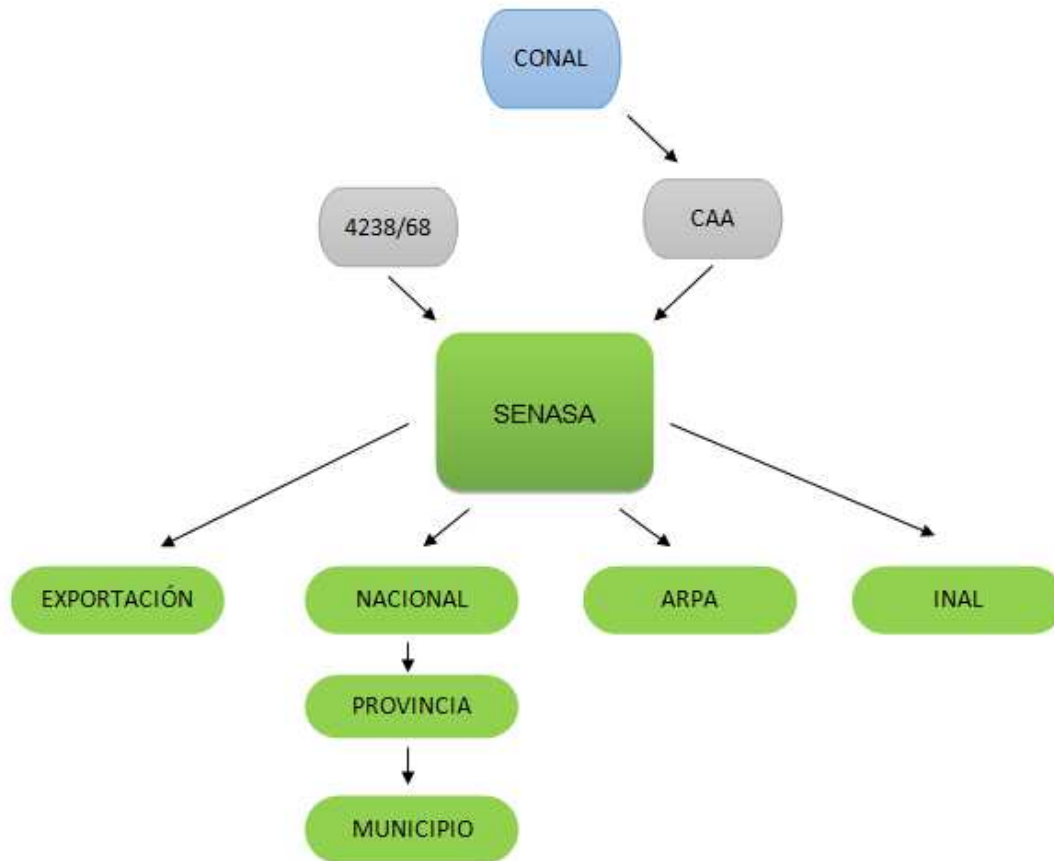 CONAL
4238/68
CAA
SENASA
EXPORTACIÓN
NACIONAL
ARPA
INAL
PROVINCIA
MUNICIPIO